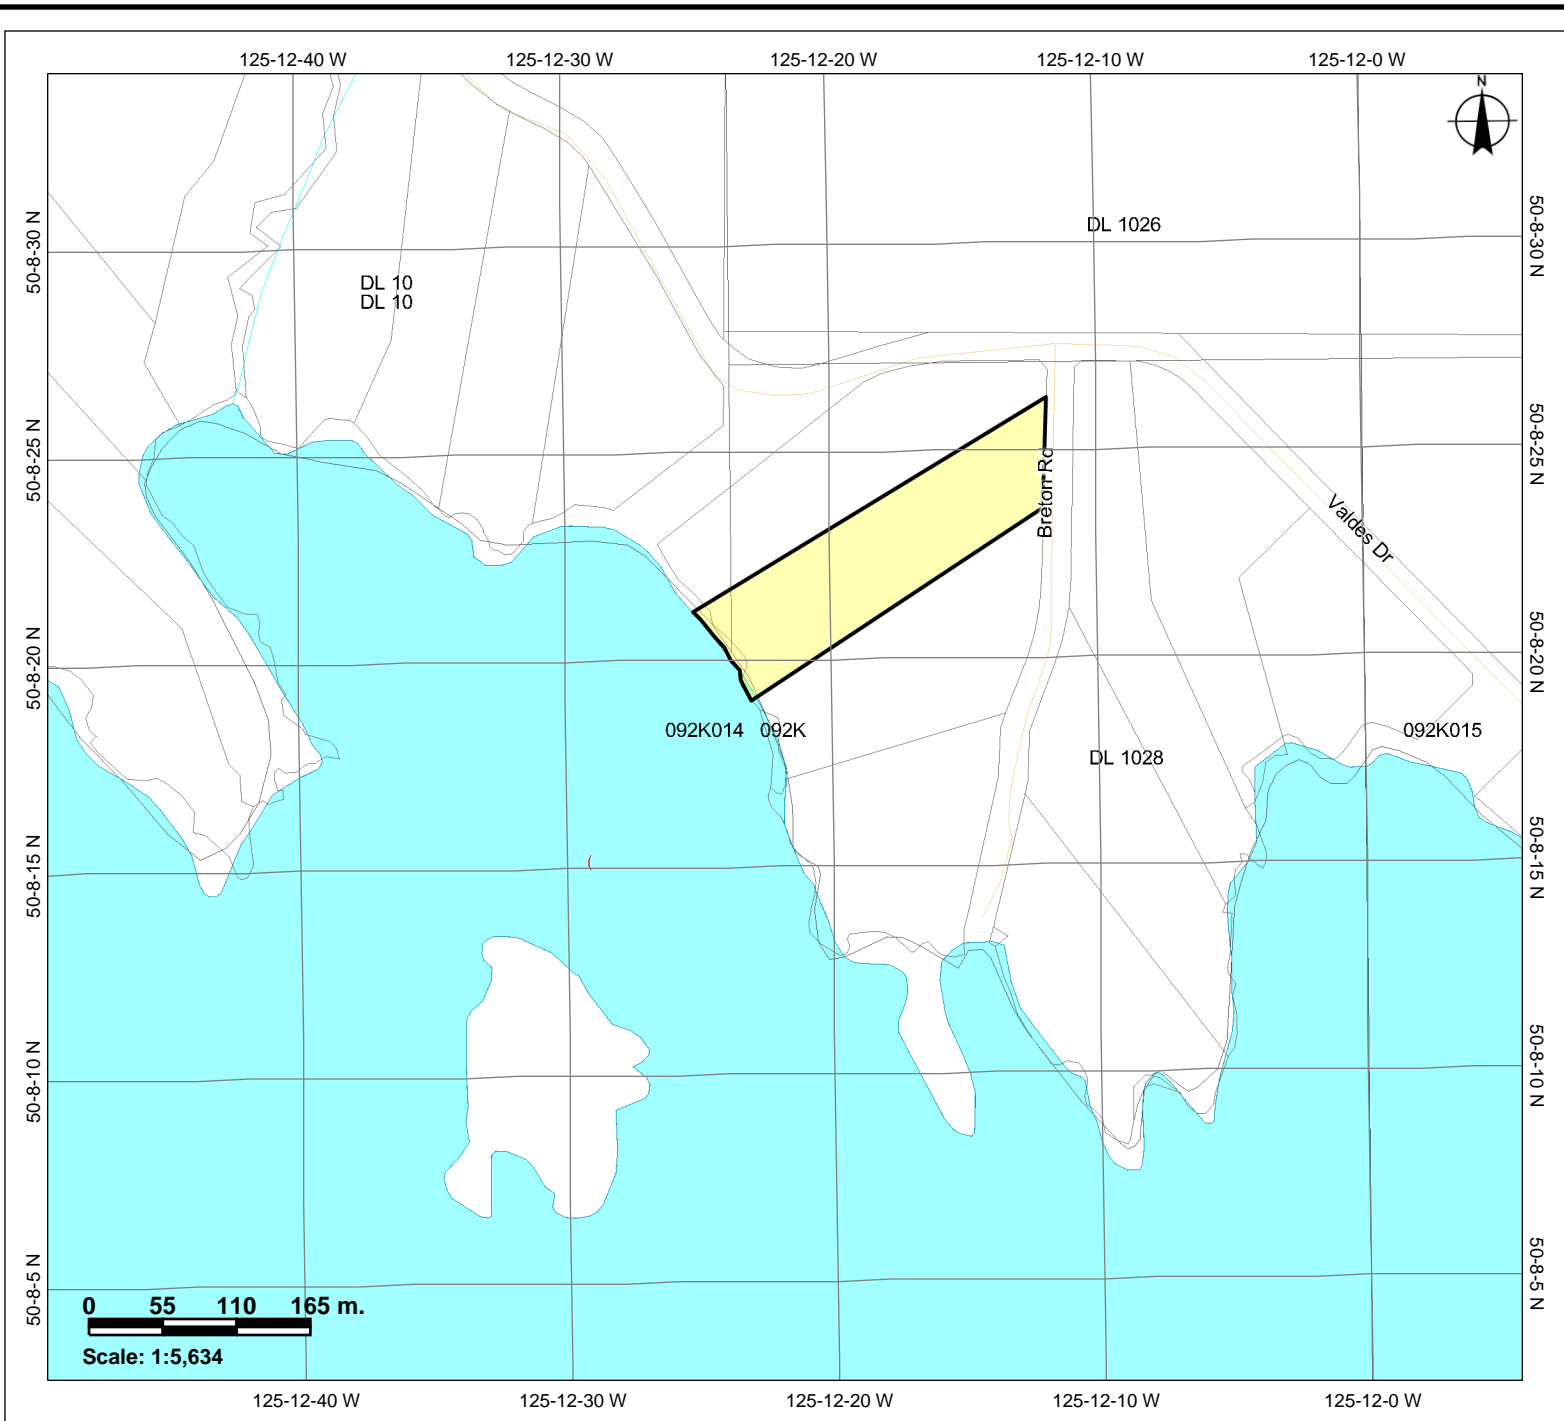 125-12-40 W 125-12-30 W 125-12-20 W 125-12-10 W 125-12-0 W
N
50-8-30 N
50-8-30 N
DL 1026
DL 10
DL 10
50-8-25 N
50-8-25 N
Breton Rd
Valdes Dr
50-8-20 N
50-8-20 N
092K014 092K
092K015
DL 1028
50-8-15 N
50-8-15 N
(
50-8-10 N
50-8-10 N
50-8-5 N
50-8-5 N
0 55 110 165 m.
Scale: 1:5,634
125-12-40 W 125-12-30 W 125-12-20 W 125-12-10 W 125-12-0 W